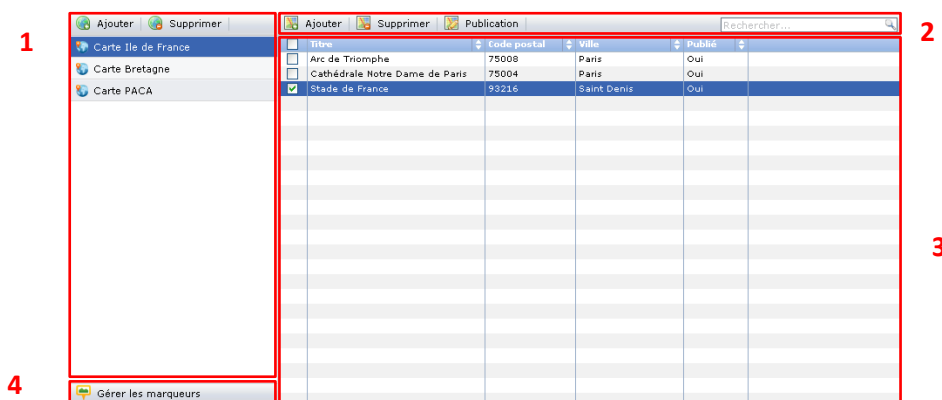 1
Ajouter Supprimer
Carte Ile de France
Carte Bretagne
Carte PACA
4
Gérer les marqueurs
Ajouter Supprimer Publication Rechercher...
2
Titre Code postal Ville Publié
Arc de Triomphe 75008 Paris Oui
Cathédrale Notre Dame de Paris 75004 Paris Oui
Stade de France 93216 Saint Denis Oui
3